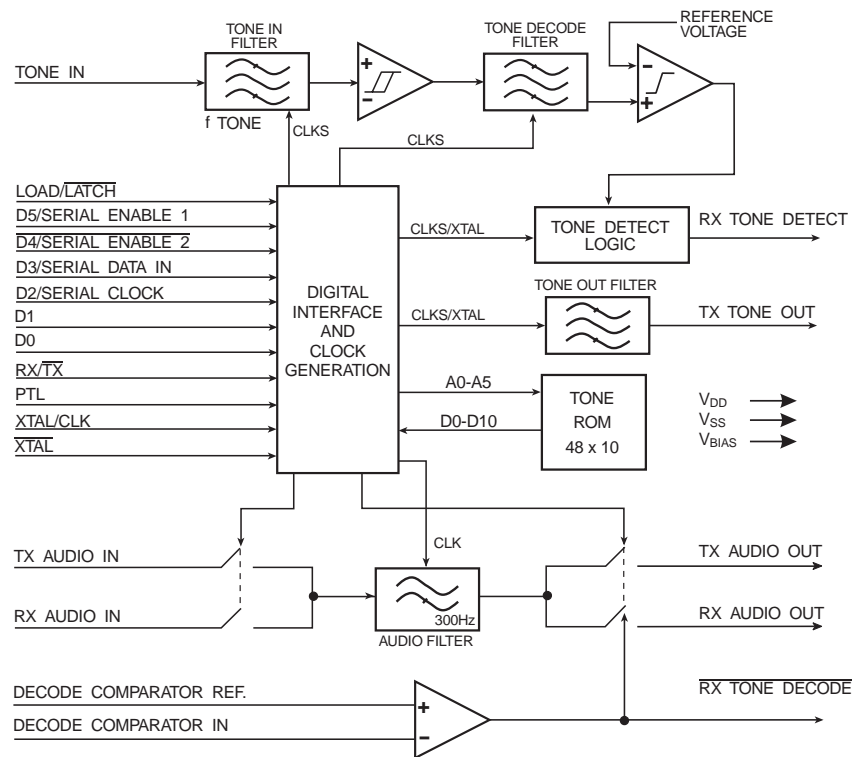 TONE IN
FILTER
TONE DECODE
FILTER
REFERENCE
VOLTAGE
TONE IN
f TONE
CLKS
CLKS
+
−
−
+
LOAD/LATCH
D5/SERIAL ENABLE 1
D4/SERIAL ENABLE 2
D3/SERIAL DATA IN
D2/SERIAL CLOCK
D1
D0
RX/TX
PTL
XTAL/CLK
XTAL
DIGITAL
INTERFACE
AND
CLOCK
GENERATION
CLKS/XTAL
TONE DETECT
LOGIC
RX TONE DETECT
TONE OUT FILTER
CLKS/XTAL
TX TONE OUT
A0-A5
D0-D10
TONE
ROM
48 x 10
VDD
VSS
VBIAS
TX AUDIO IN
RX AUDIO IN
CLK
300Hz
AUDIO FILTER
TX AUDIO OUT
RX AUDIO OUT
DECODE COMPARATOR REF.
DECODE COMPARATOR IN
+
−
RX TONE DECODE